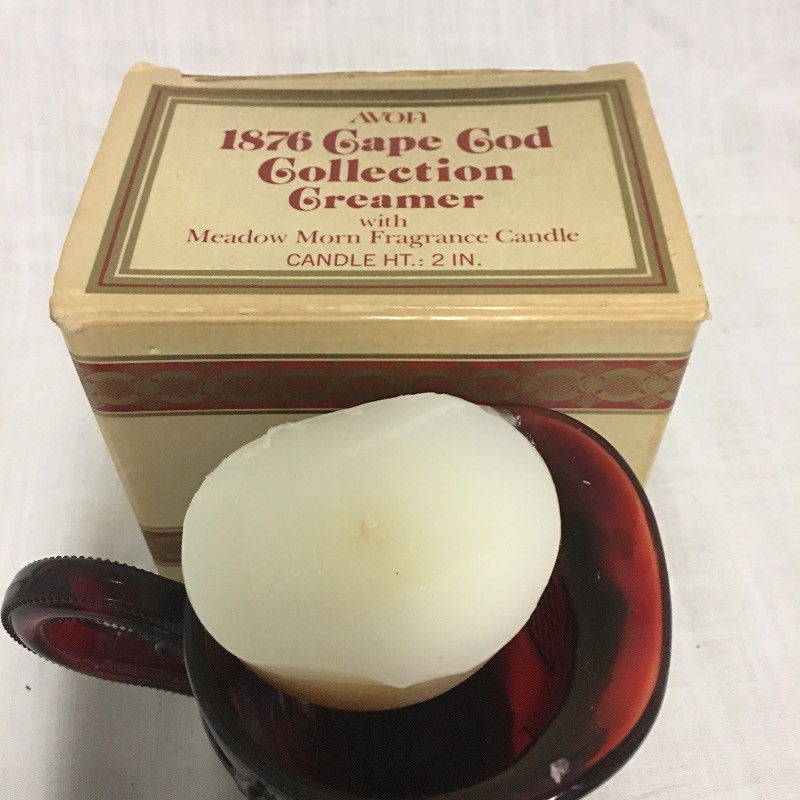 AVON
1876 Cape Cod
Collection
Creamer
with
Meadow Morn Fragrance Candle
CANDLE HT.: 2 IN.